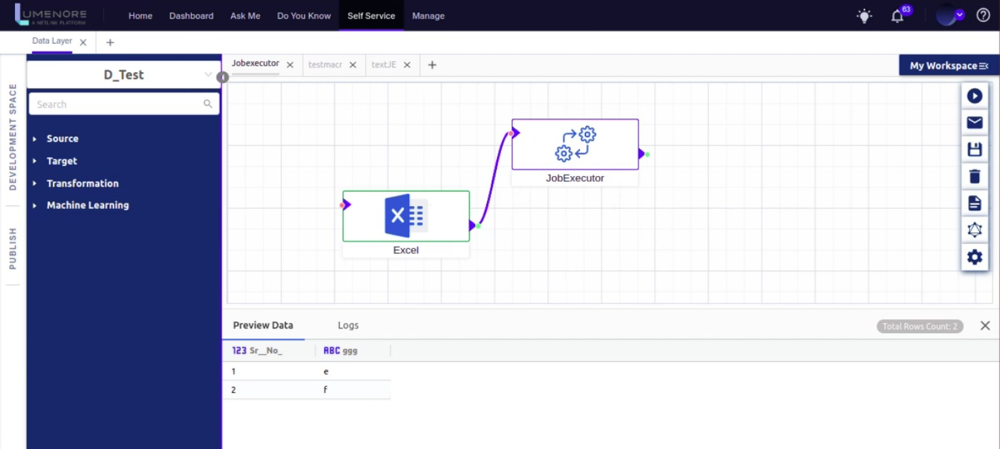 LUMENORE
A NETLINK PLATFORM
Home Dashboard Ask Me Do You Know Self Service Manage
63
Data Layer
DEVELOPMENT SPACE
PUBLISH
D_Test
Search
Source
Target
Transformation
Machine Learning
Jobexecutor testmacr textJE
My Workspace
JobExecutor
X
Excel
Preview Data Logs
Total Rows Count: 2
123 Sr__No_ ABC ggg
1 e
2 f